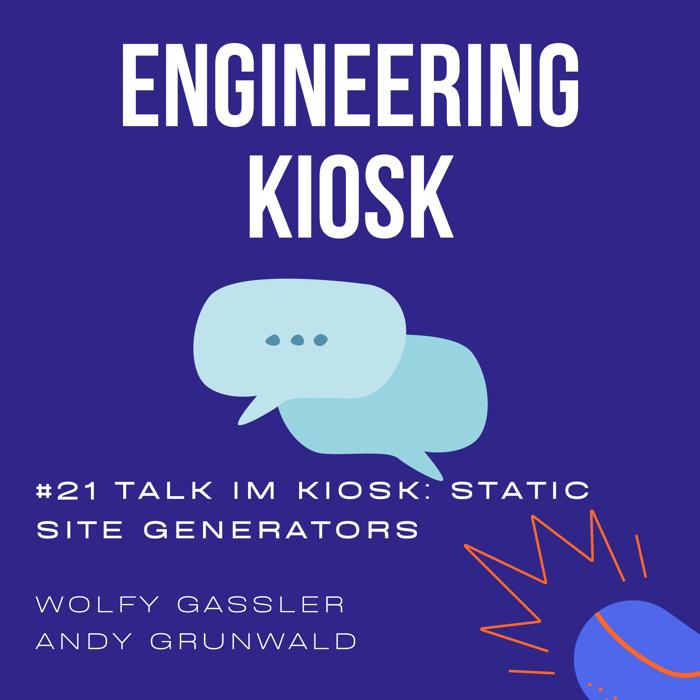 ENGINEERING
KIOSK
#21 TALK IM KIOSK: STATIC
SITE GENERATORS
WOLFY GASSLER
ANDY GRUNWALD